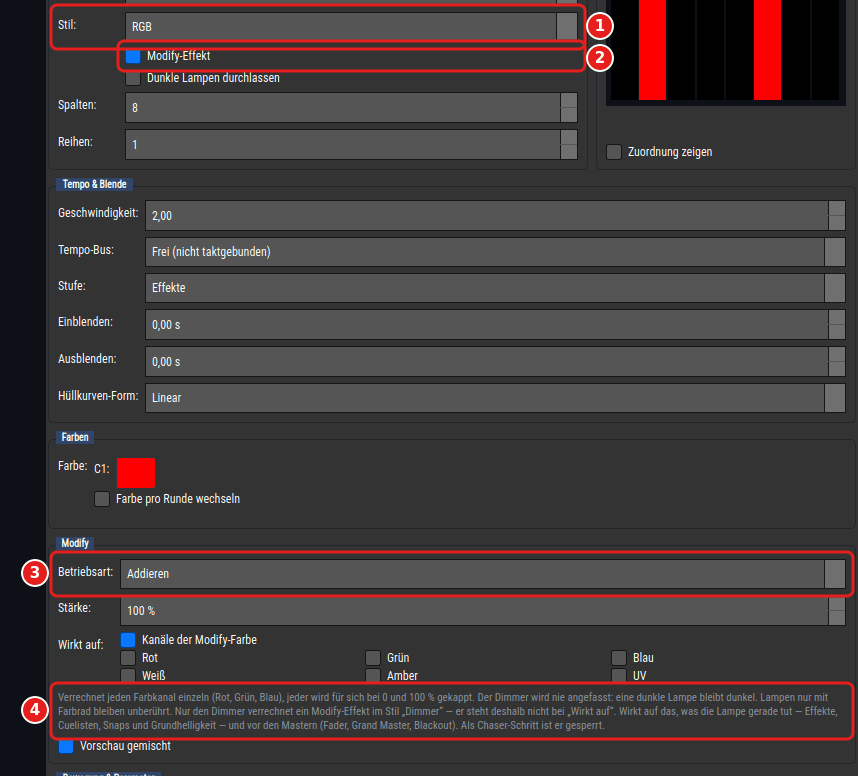 Stil: RGB 1
Modify-Effekt 2
Dunkle Lampen durchlassen
Spalten: 8
Reihen: 1
Zuordnung zeigen
Tempo & Blende
Geschwindigkeit: 2,00
Tempo-Bus: Frei (nicht taktgebunden)
Stufe: Effekte
Einblenden: 0,00 s
Ausblenden: 0,00 s
Hüllkurven-Form: Linear
Farben
Farbe: C1:
Farbe pro Runde wechseln
Modify
3 Betriebsart: Addieren
Stärke: 100 %
Wirkt auf: Kanäle der Modify-Farbe
Rot Grün Blau
Weiß Amber UV
4 Verrechnet jeden Farbkanal einzeln (Rot, Grün, Blau), jeder wird für sich bei 0 und 100 % gekappt. Der Dimmer wird nie angefasst: eine dunkle Lampe bleibt dunkel. Lampen nur mit
Farbrad bleiben unberührt. Nur den Dimmer verrechnet ein Modify-Effekt im Stil „Dimmer“ — er steht deshalb nicht bei „Wirkt auf“. Wirkt auf das, was die Lampe gerade tut — Effekte,
Cuelisten, Snaps und Grundhelligkeit — und vor den Mastern (Fader, Grand Master, Blackout). Als Chaser-Schritt ist er gesperrt.
Vorschau gemischt